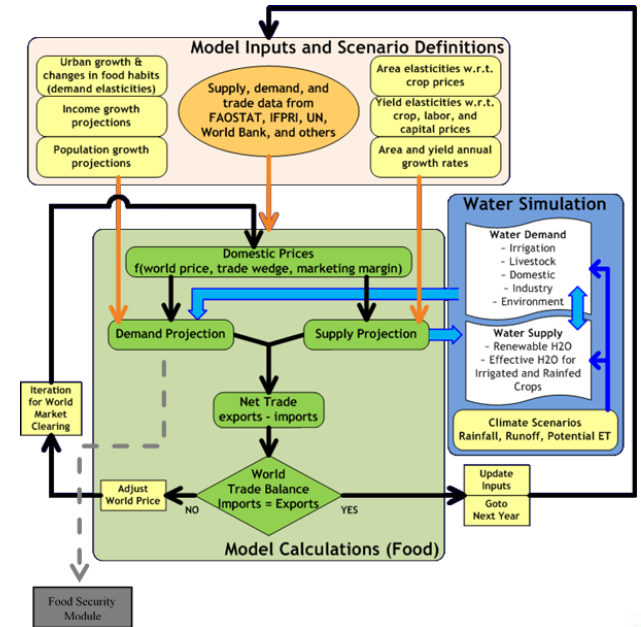 Model Inputs and Scenario Definitions
Urban growth &
changes in food habits
(demand elasticities)
Income growth
projections
Population growth
projections
Supply, demand, and
trade data from
FAOSTAT, IFPRI, UN,
World Bank, and others
Area elasticities w.r.t.
crop prices
Yield elasticities w.r.t.
crop, labor, and
capital prices
Area and yield annual
growth rates
Water Simulation
Water Demand
- Irrigation
- Livestock
- Domestic
- Industry
- Environment
Water Supply
- Renewable H2O
- Effective H2O for
Irrigated and Rainfed
Crops
Climate Scenarios
Rainfall, Runoff, Potential ET
Domestic Prices
f(world price, trade wedge, marketing margin)
Demand Projection
Supply Projection
Net Trade
exports - imports
World
Trade Balance
Imports = Exports
NO
YES
Adjust
World Price
Iteration
for World
Market
Clearing
Update
Inputs
Goto
Next Year
Model Calculations (Food)
Food Security
Module